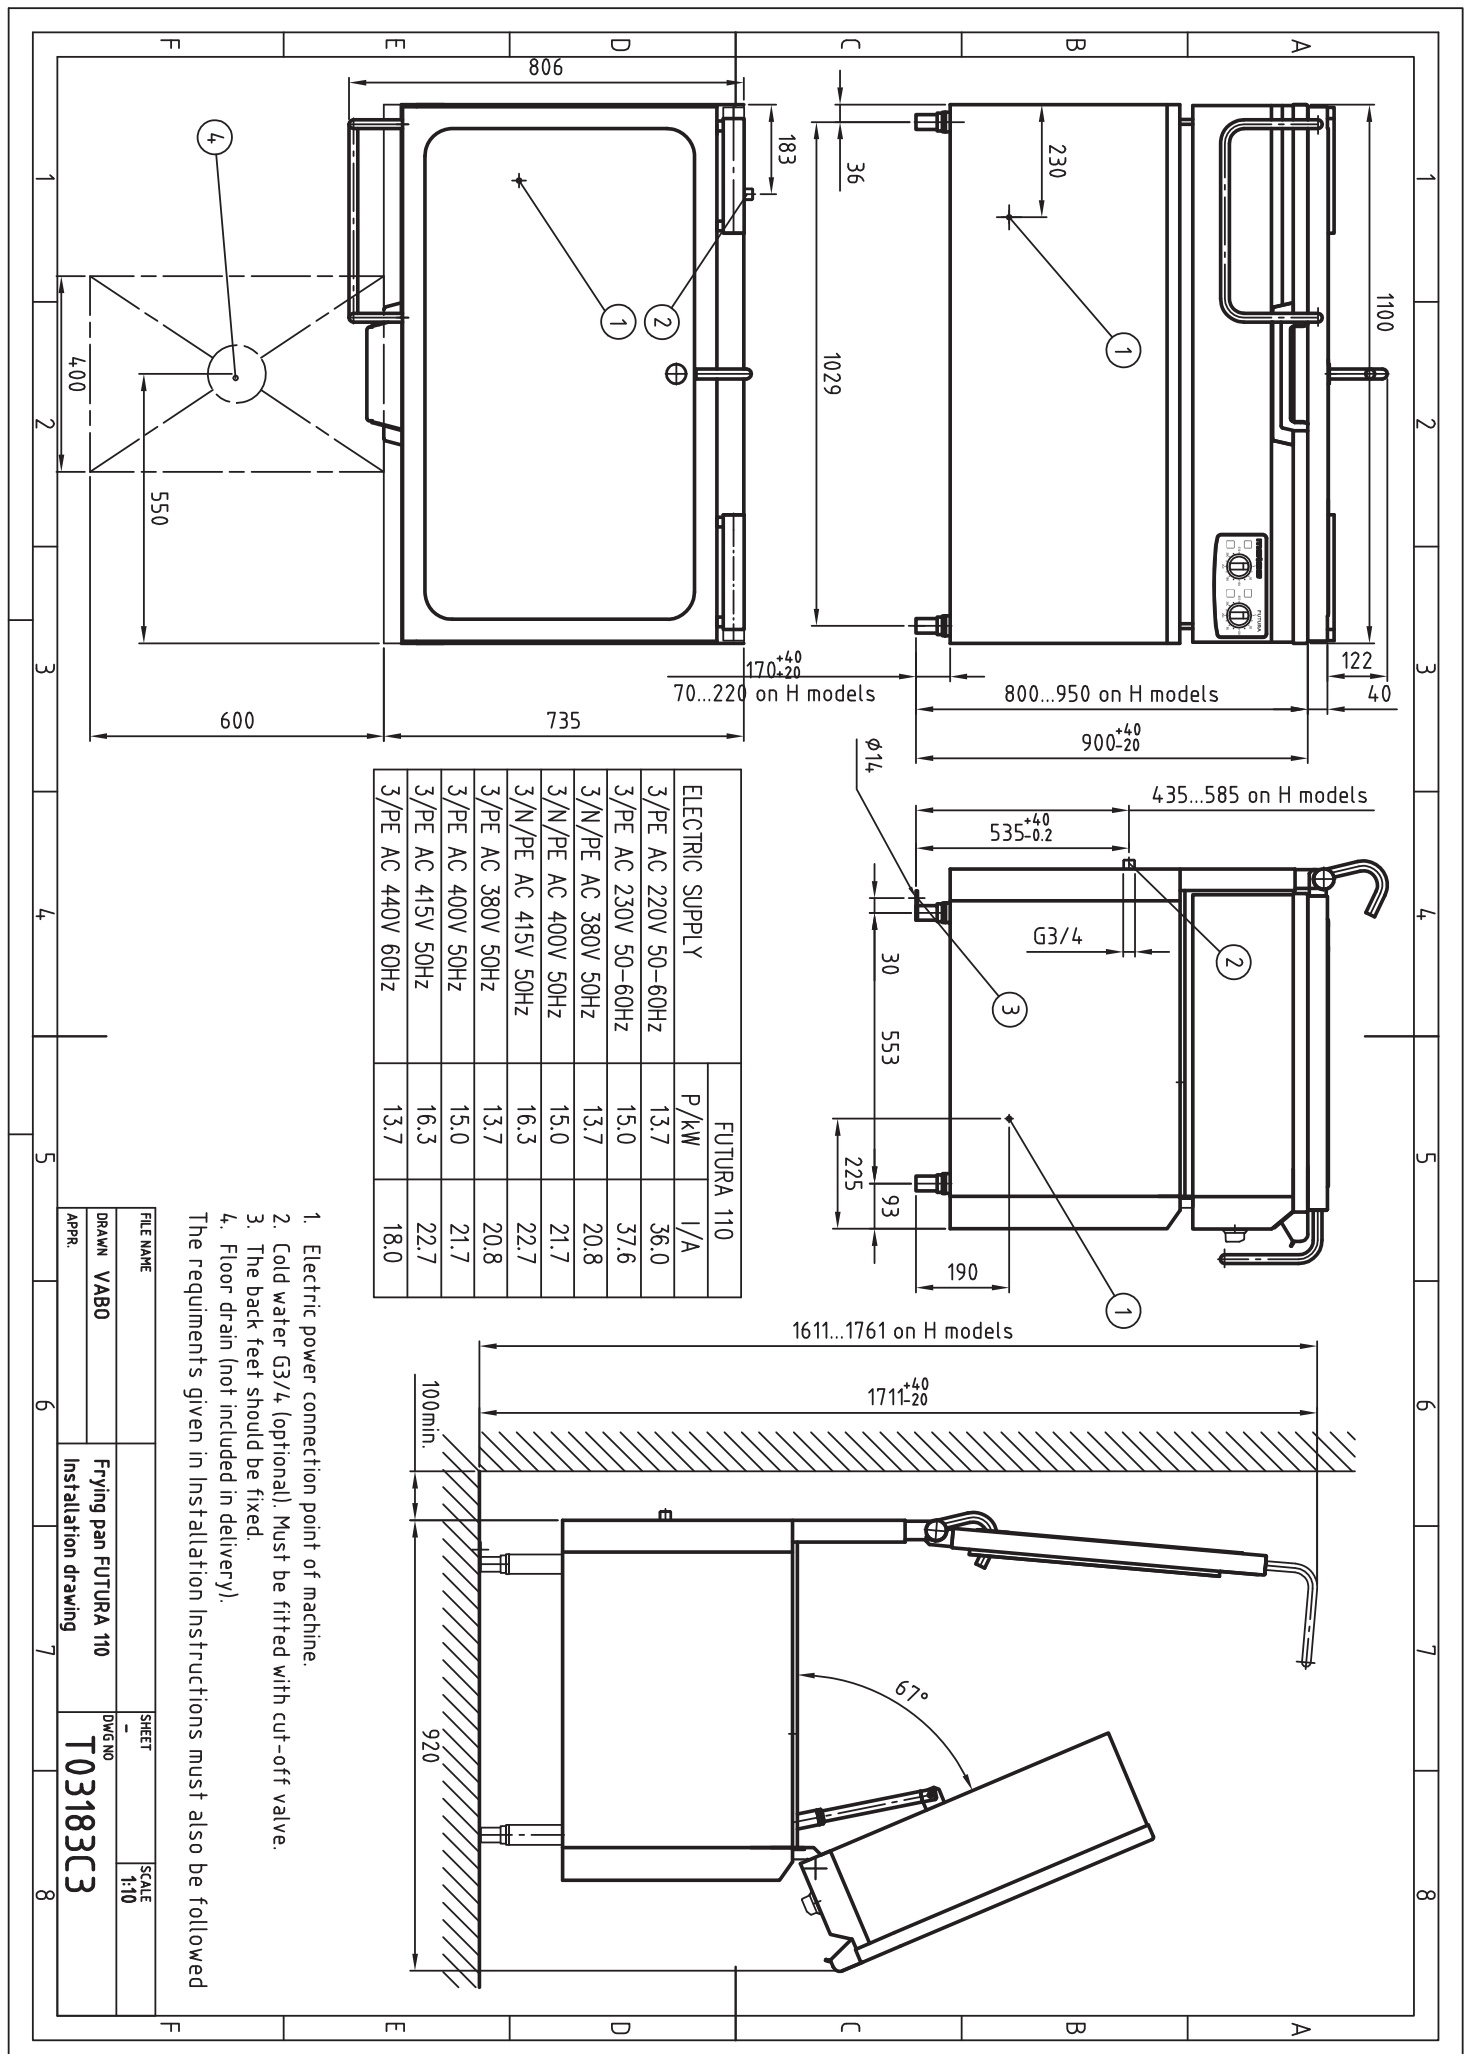 A
B
C
D
E
F
1
2
3
4
5
6
7
8
1100
122
40
230
36
1029
170+40+20
70...220 on H models
800...950 on H models
900+40-20
1
435...585 on H models
535+40-0.2
ø14
G3/4
30
553
225
93
190
2
3
1
1611...1761 on H models
1711+40-20
100min.
920
67°
806
183
735
600
400
550
1
2
4
FUTURA
ELECTRIC SUPPLY
FUTURA 110
P/kW
I/A
3/PE AC 220V 50-60Hz 13.7 36.0
3/PE AC 230V 50-60Hz 15.0 37.6
3/N/PE AC 380V 50Hz 13.7 20.8
3/N/PE AC 400V 50Hz 15.0 21.7
3/N/PE AC 415V 50Hz 16.3 22.7
3/PE AC 380V 50Hz 13.7 20.8
3/PE AC 400V 50Hz 15.0 21.7
3/PE AC 415V 50Hz 16.3 22.7
3/PE AC 440V 60Hz 13.7 18.0
1. Electric power connection point of machine.
2. Cold water G3/4 (optional). Must be fitted with cut-off valve.
3. The back feet should be fixed.
4. Floor drain (not included in delivery).
The requiments given in Installation Instructions must also be followed
FILE NAME
SHEET
-
SCALE
1:10
DRAWN VABO
APPR.
Frying pan FUTURA 110
Installation drawing
DWG NO
T03183C3
1
2
3
4
5
6
7
8
A
B
C
D
E
F